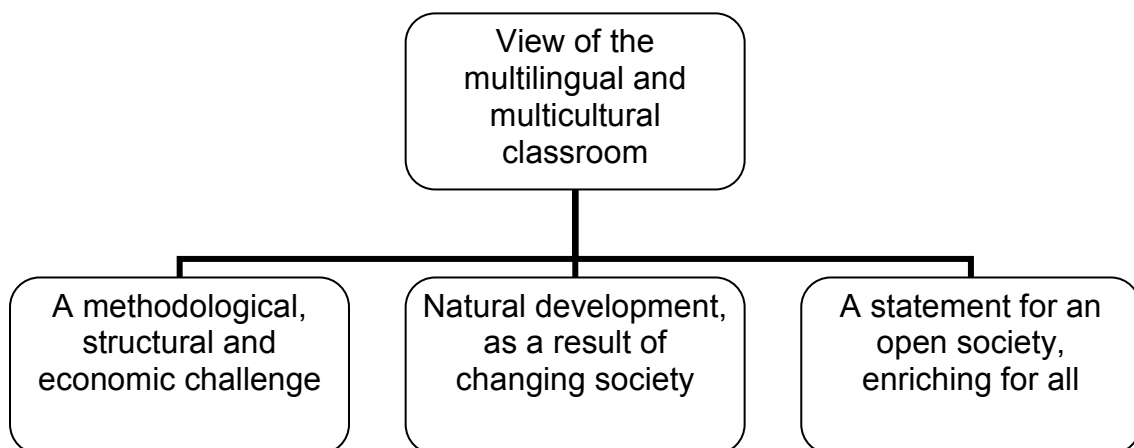 View of the
multilingual and
multicultural
classroom
A methodological,
structural and
economic challenge
Natural development,
as a result of
changing society
A statement for an
open society,
enriching for all